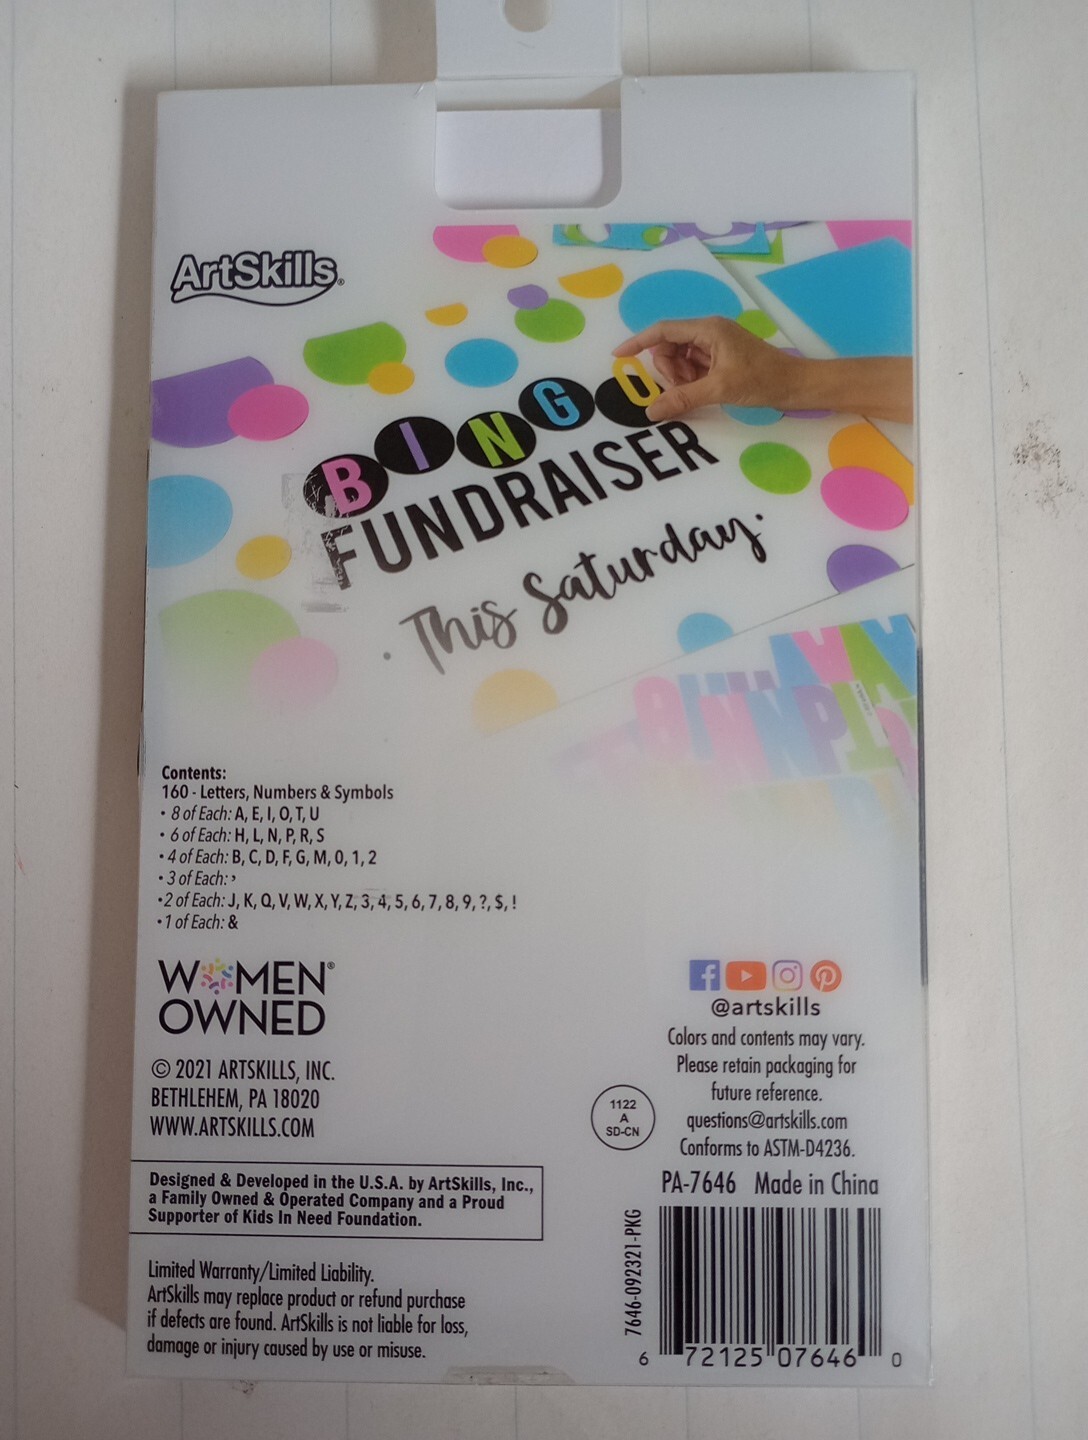 ArtSkills®
BINGO
FUNDRAISER
· This Saturday ·
Contents:
160 - Letters, Numbers & Symbols
• 8 of Each: A, E, I, O, T, U
• 6 of Each: H, L, N, P, R, S
• 4 of Each: B, C, D, F, G, M, 0, 1, 2
• 3 of Each: ,
•2 of Each: J, K, Q, V, W, X, Y, Z, 3, 4, 5, 6, 7, 8, 9, ?, $, !
• 1 of Each: &
WOMEN®
OWNED
© 2021 ARTSKILLS, INC.
BETHLEHEM, PA 18020
WWW.ARTSKILLS.COM
Designed & Developed in the U.S.A. by ArtSkills, Inc.,
a Family Owned & Operated Company and a Proud
Supporter of Kids In Need Foundation.
Limited Warranty/Limited Liability.
ArtSkills may replace product or refund purchase
if defects are found. ArtSkills is not liable for loss,
damage or injury caused by use or misuse.
@artskills
Colors and contents may vary.
Please retain packaging for
future reference.
questions@artskills.com
Conforms to ASTM-D4236.
1122
A
SD-CN
PA-7646 Made in China
7646-092321-PKG
6 72125 07646 0